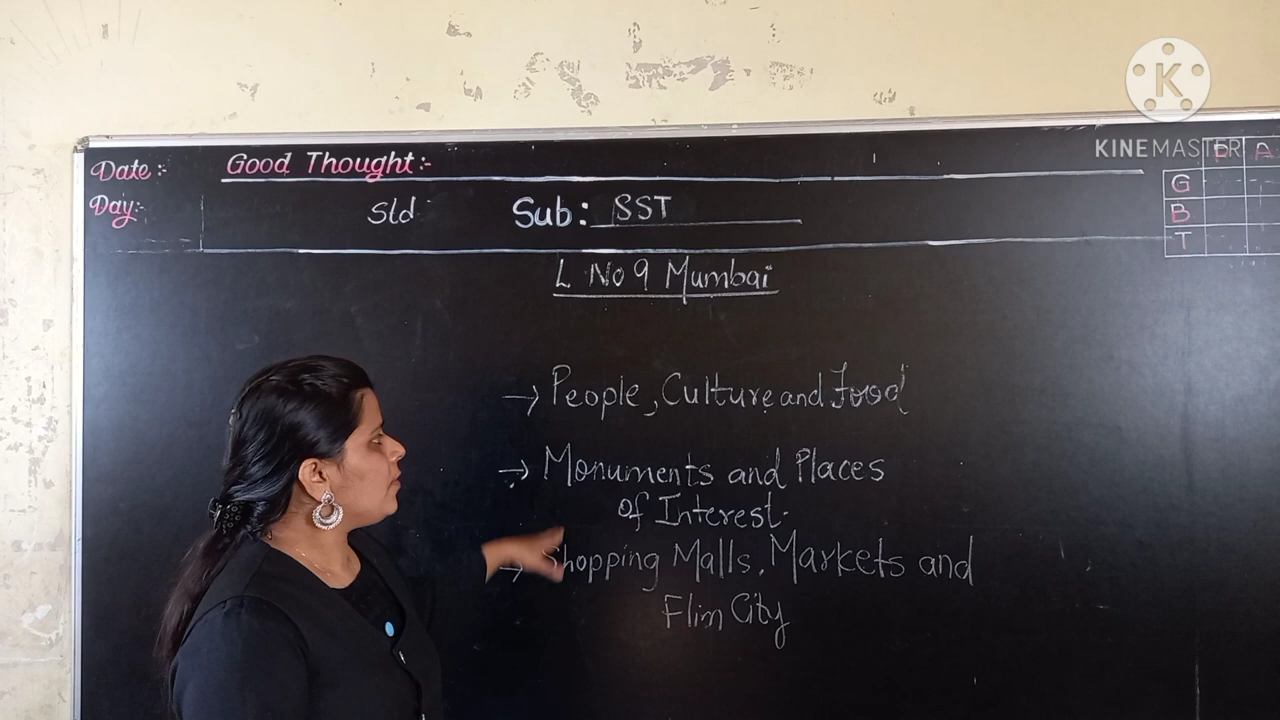 K
KINEMASTER
Date:-
Good Thought:-
P A
Day:-
Std
Sub: SST
G
B
T
L No 9 Mumbai
→ People, Culture and Food
→ Monuments and Places
of Interest.
→ Shopping Malls, Markets and
Flim City